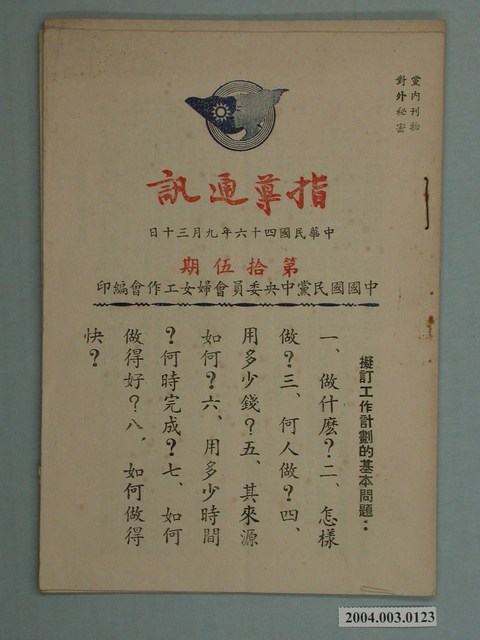 黨內刊物
對外秘密
指導通訊
中華民國四十六年九月三十日
第拾伍期
中國國民黨中央委員會婦女工作會編印
擬訂工作計劃的基本問題：
一、做什麼？二、怎樣
做？三、何人做？四、
用多少錢？五、其來源
如何？六、用多少時間
？何時完成？七、如何
做得好？八、如何做得
快？
2004.003.0123